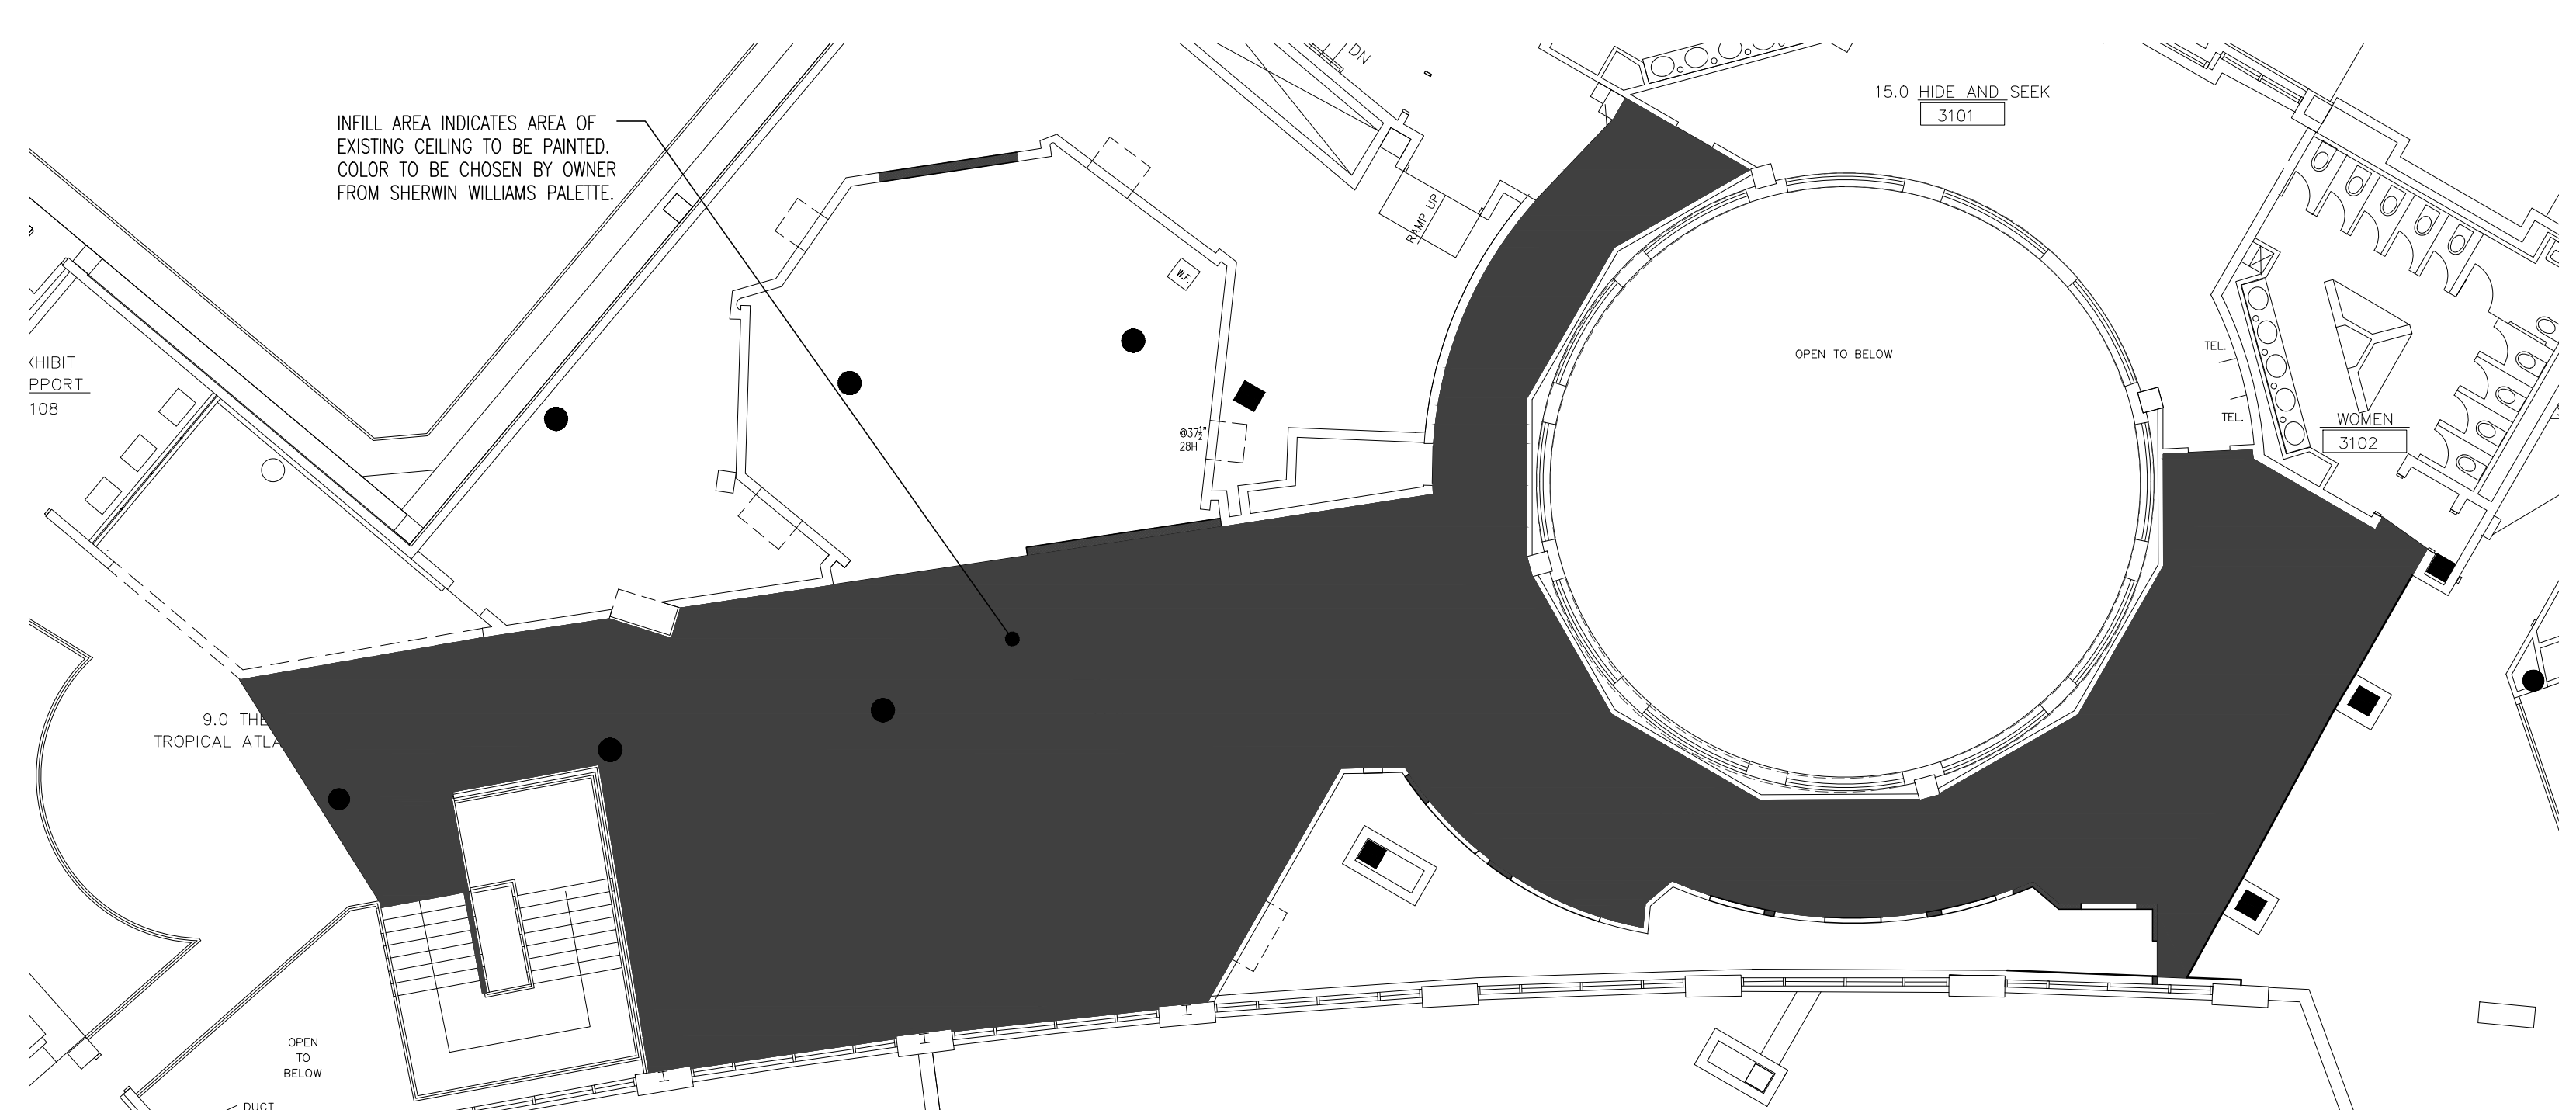 DN
15.0 HIDE AND SEEK
3101
INFILL AREA INDICATES AREA OF
EXISTING CEILING TO BE PAINTED.
COLOR TO BE CHOSEN BY OWNER
FROM SHERWIN WILLIAMS PALETTE.
RAMP UP
W.F.
TEL.
OPEN TO BELOW
XHIBIT
PPORT
108
TEL.
WOMEN
3102
@37½"
28H
9.0 THE
TROPICAL ATLA
OPEN
TO
BELOW
DUCT